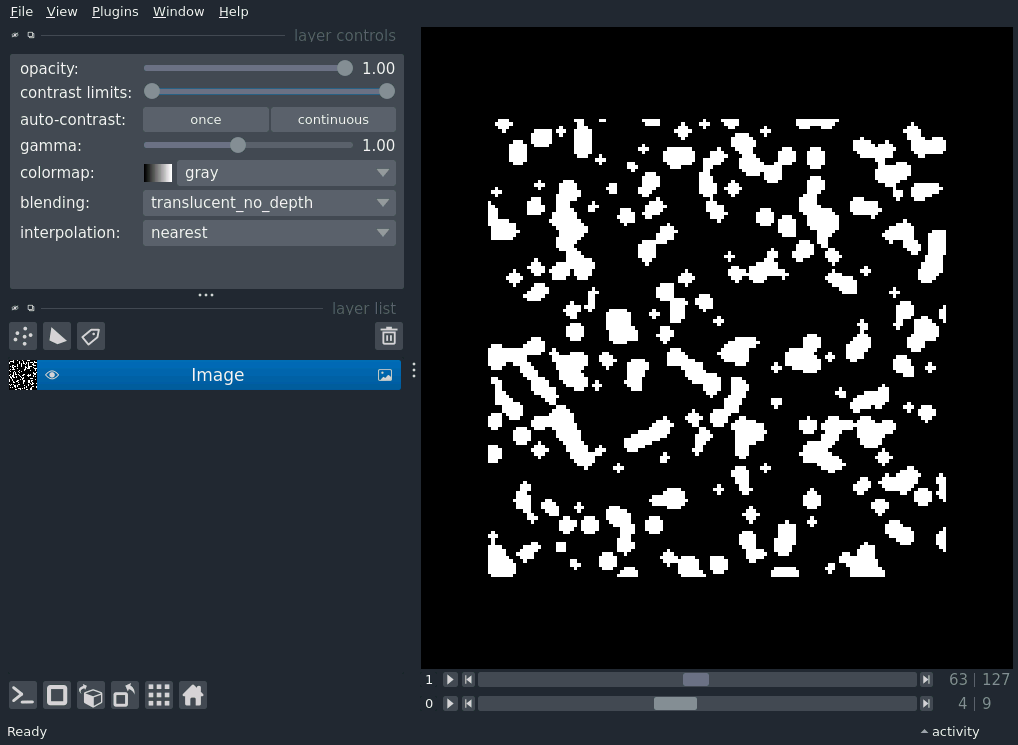 File View Plugins Window Help
layer controls
opacity: 1.00
contrast limits:
auto-contrast: once continuous
gamma: 1.00
colormap: gray
blending: translucent_no_depth
interpolation: nearest
layer list
Image
1 63 | 127
0 4 | 9
Ready activity